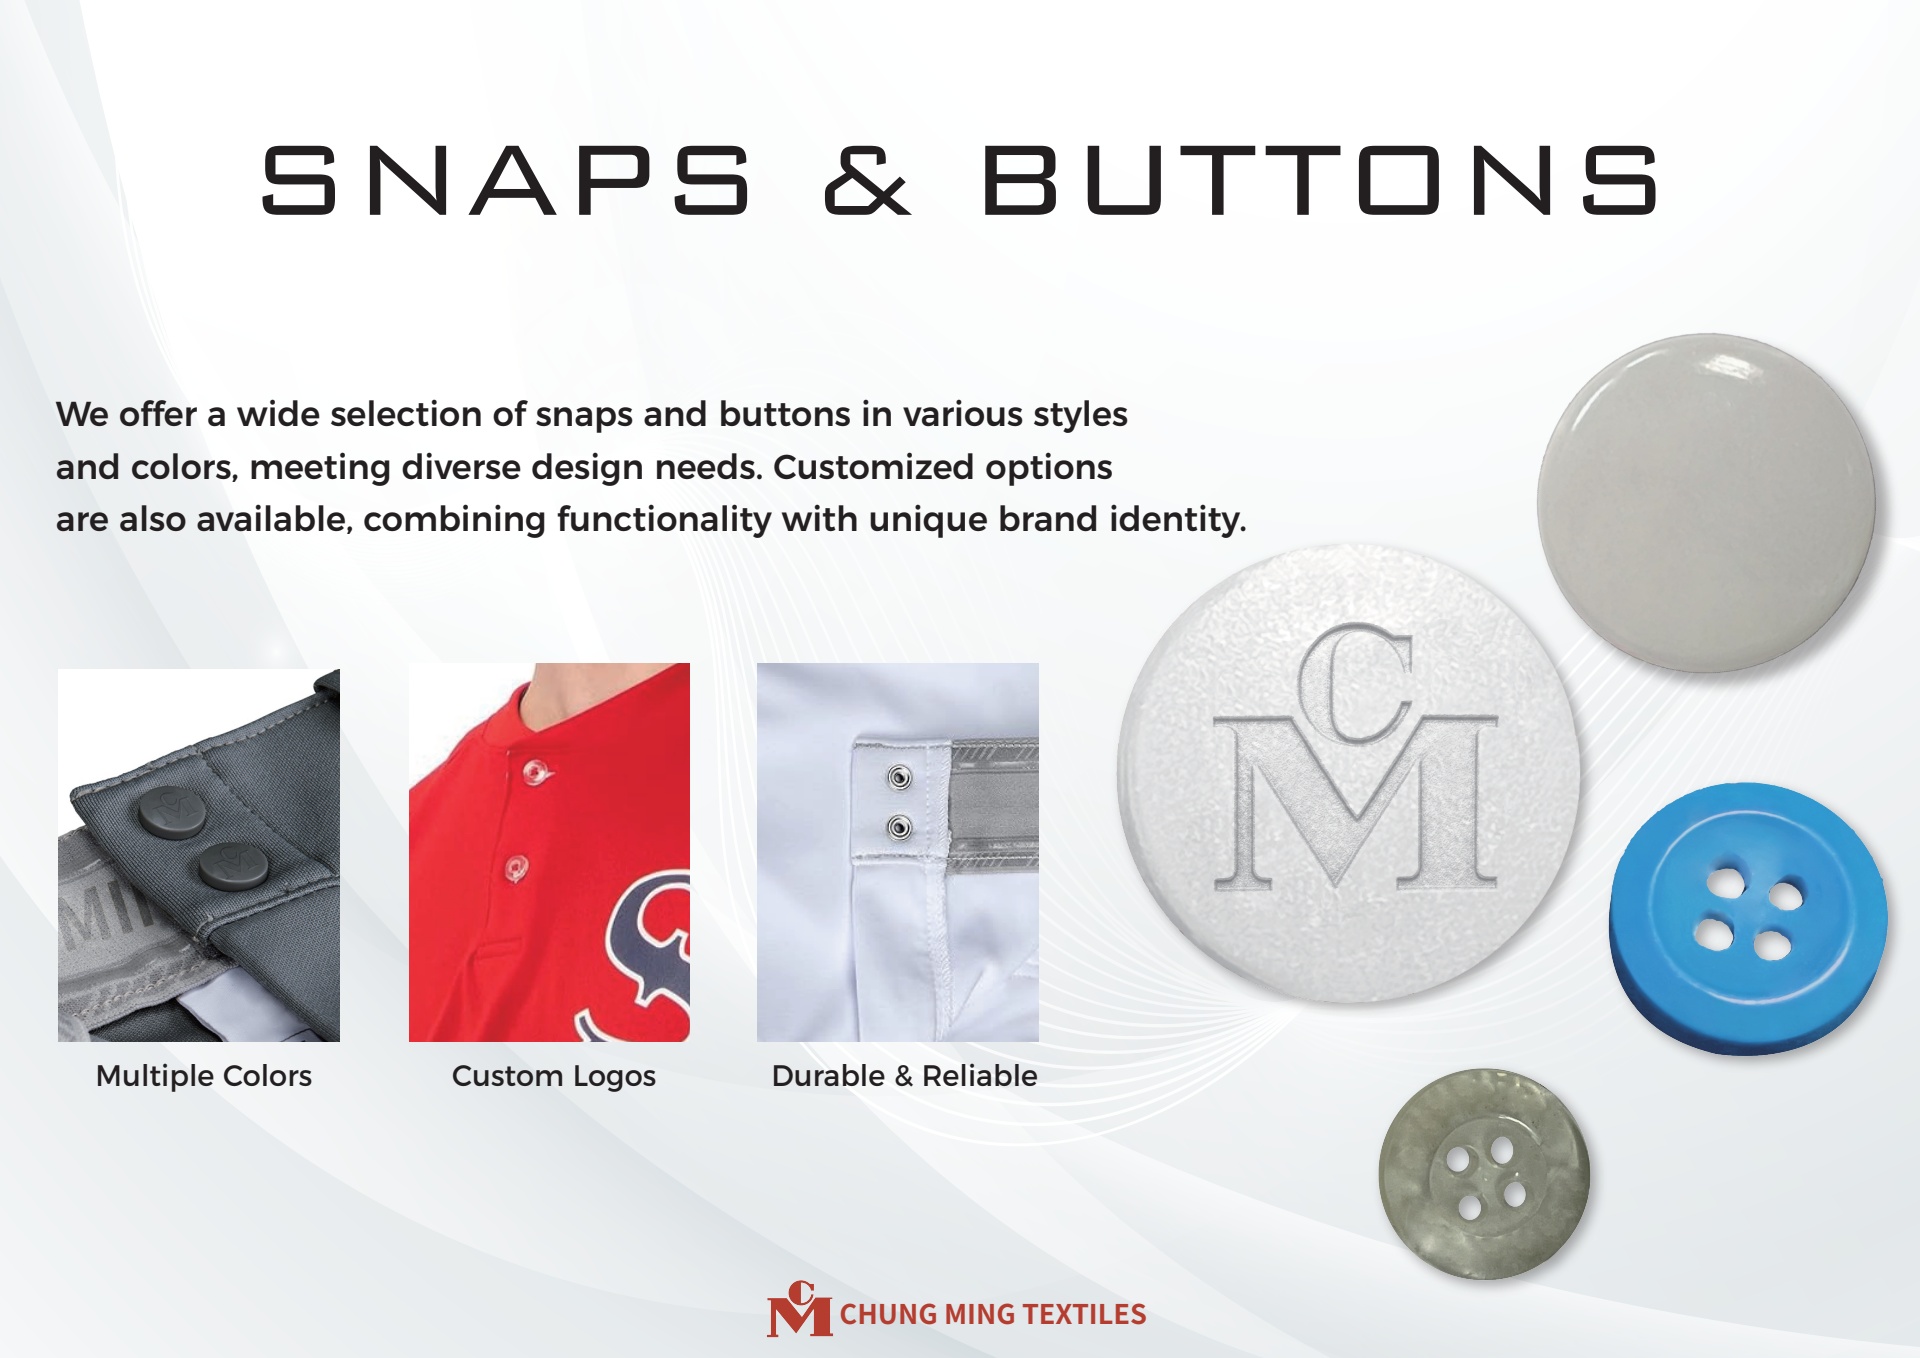 SNAPS & BUTTONS
We offer a wide selection of snaps and buttons in various styles
and colors, meeting diverse design needs. Customized options
are also available, combining functionality with unique brand identity.
CM
Multiple Colors
Custom Logos
Durable & Reliable
CM CHUNG MING TEXTILES